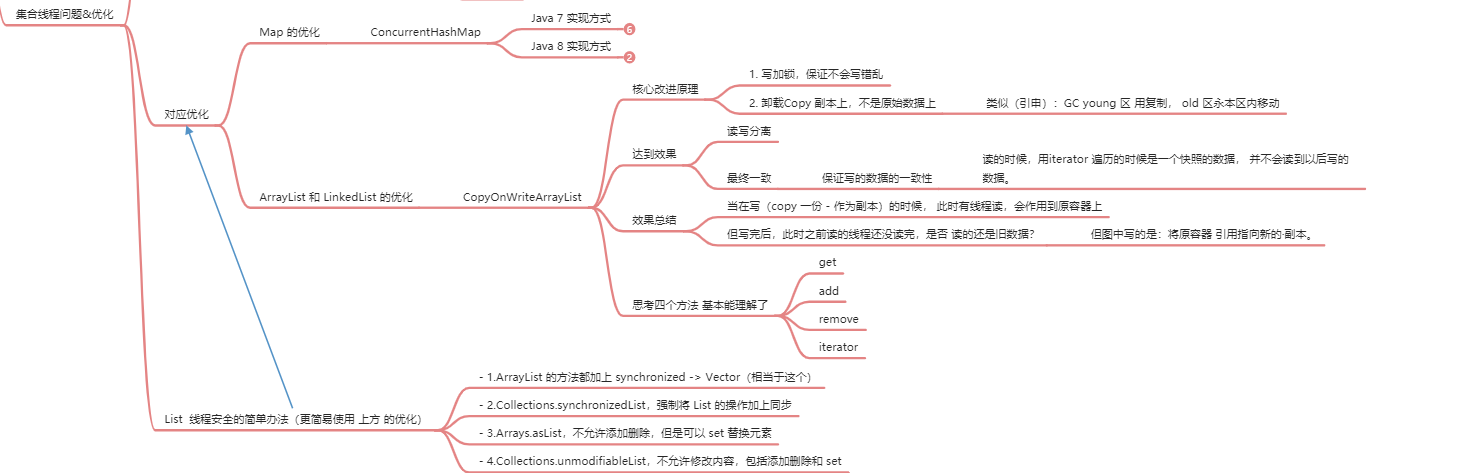 集合线程问题&优化
对应优化
Map 的优化
ConcurrentHashMap
Java 7 实现方式
6
Java 8 实现方式
2
ArrayList 和 LinkedList 的优化
CopyOnWriteArrayList
核心改进原理
1. 写加锁，保证不会写错乱
2. 卸载Copy 副本上，不是原始数据上
类似（引申）：GC young 区 用复制， old 区永本区内移动
达到效果
读写分离
最终一致
保证写的数据的一致性
读的时候，用iterator 遍历的时候是一个快照的数据， 并不会读到以后写的
数据。
效果总结
当在写（copy 一份 - 作为副本）的时候， 此时有线程读，会作用到原容器上
但写完后，此时之前读的线程还没读完，是否 读的还是旧数据？
但图中写的是：将原容器 引用指向新的·副本。
思考四个方法 基本能理解了
get
add
remove
iterator
List 线程安全的简单办法（更简易使用 上方 的优化）
- 1.ArrayList 的方法都加上 synchronized -> Vector（相当于这个）
- 2.Collections.synchronizedList，强制将 List 的操作加上同步
- 3.Arrays.asList，不允许添加删除，但是可以 set 替换元素
- 4.Collections.unmodifiableList，不允许修改内容，包括添加删除和 set